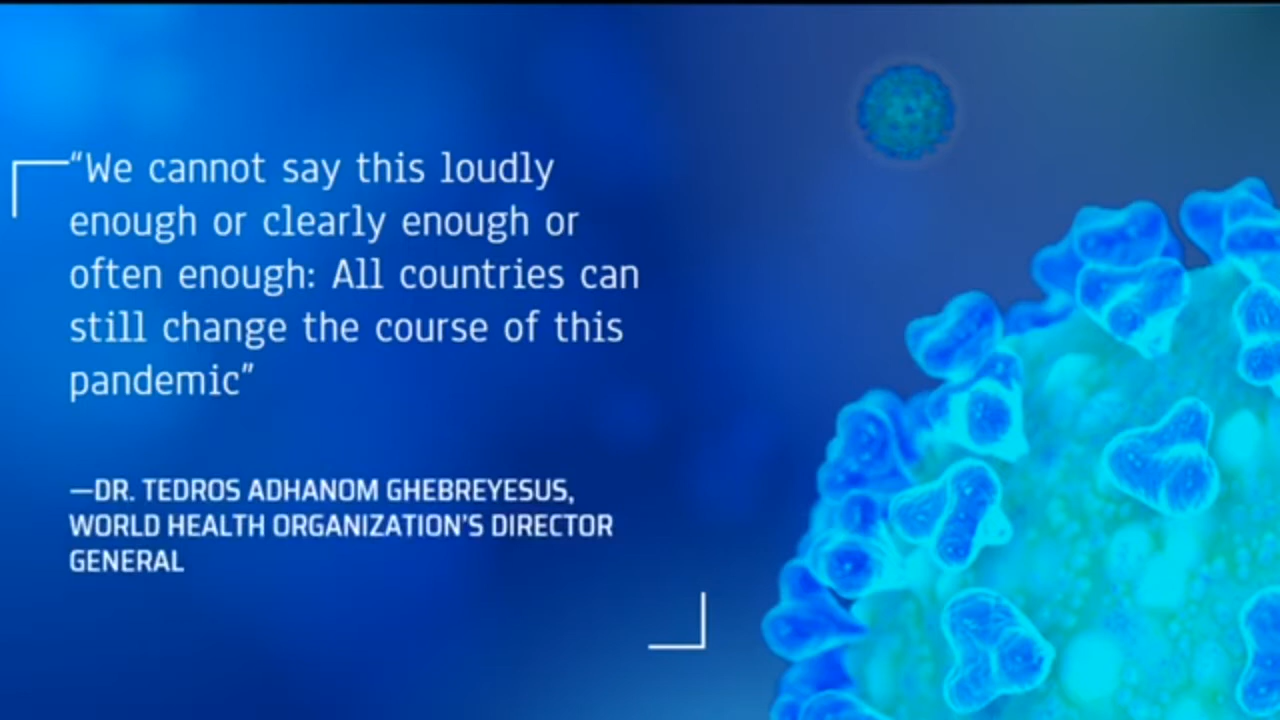 “We cannot say this loudly
enough or clearly enough or
often enough: All countries can
still change the course of this
pandemic”
—DR. TEDROS ADHANOM GHEBREYESUS,
WORLD HEALTH ORGANIZATION’S DIRECTOR
GENERAL